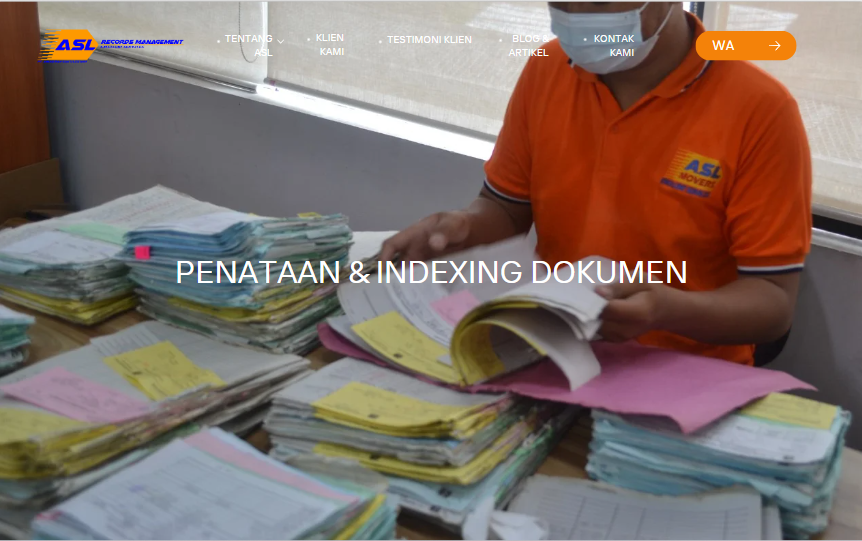 ASL RECORDS MANAGEMENT
TENTANG
ASL
KLIEN
KAMI
TESTIMONI KLIEN
BLOG &
ARTIKEL
KONTAK
KAMI
WA
ASL
MOVERS
PENATAAN & INDEXING DOKUMEN